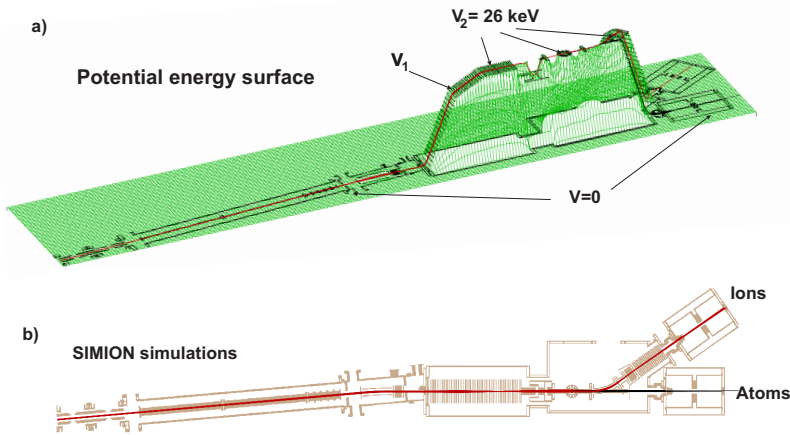 a)
V₂= 26 keV
V₁
Potential energy surface
V=0
Ions
b)
SIMION simulations
Atoms